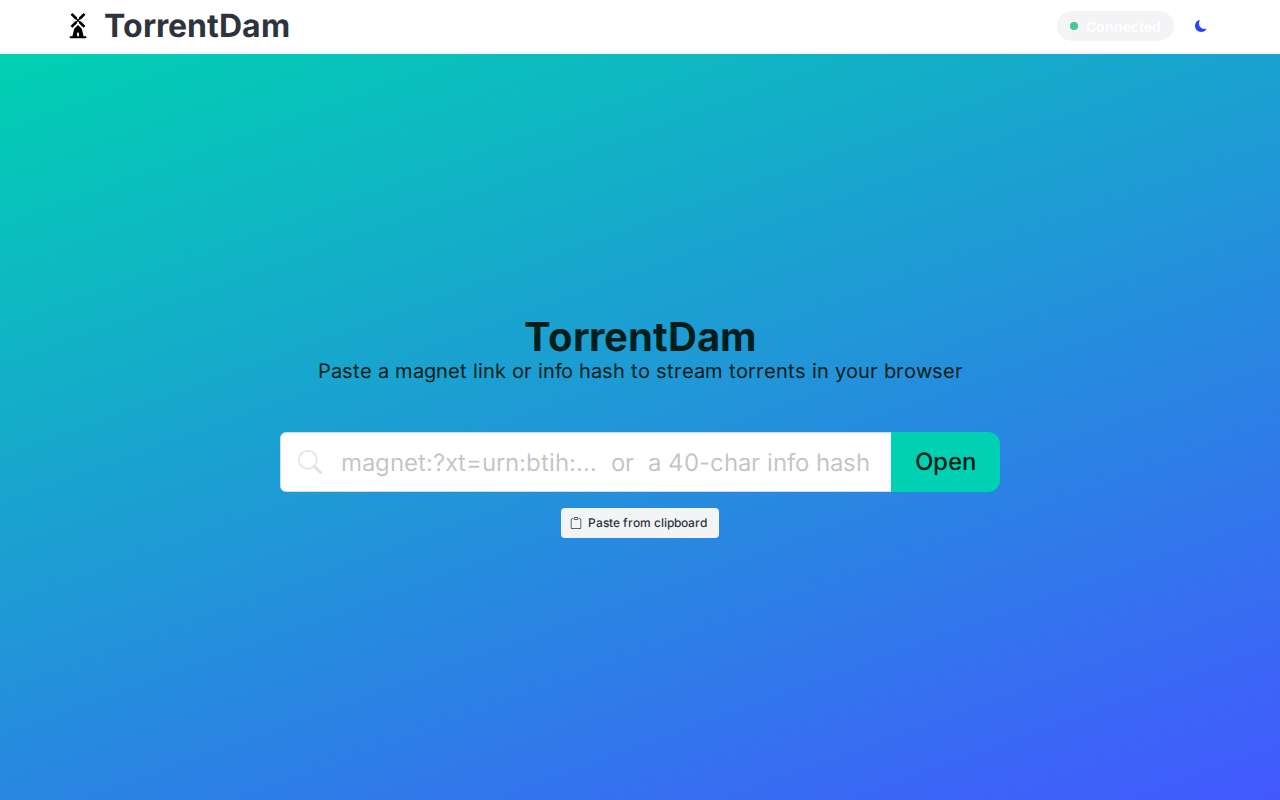 TorrentDam
Connected
TorrentDam
Paste a magnet link or info hash to stream torrents in your browser
magnet:?xt=urn:btih:... or a 40-char info hash
Open
Paste from clipboard